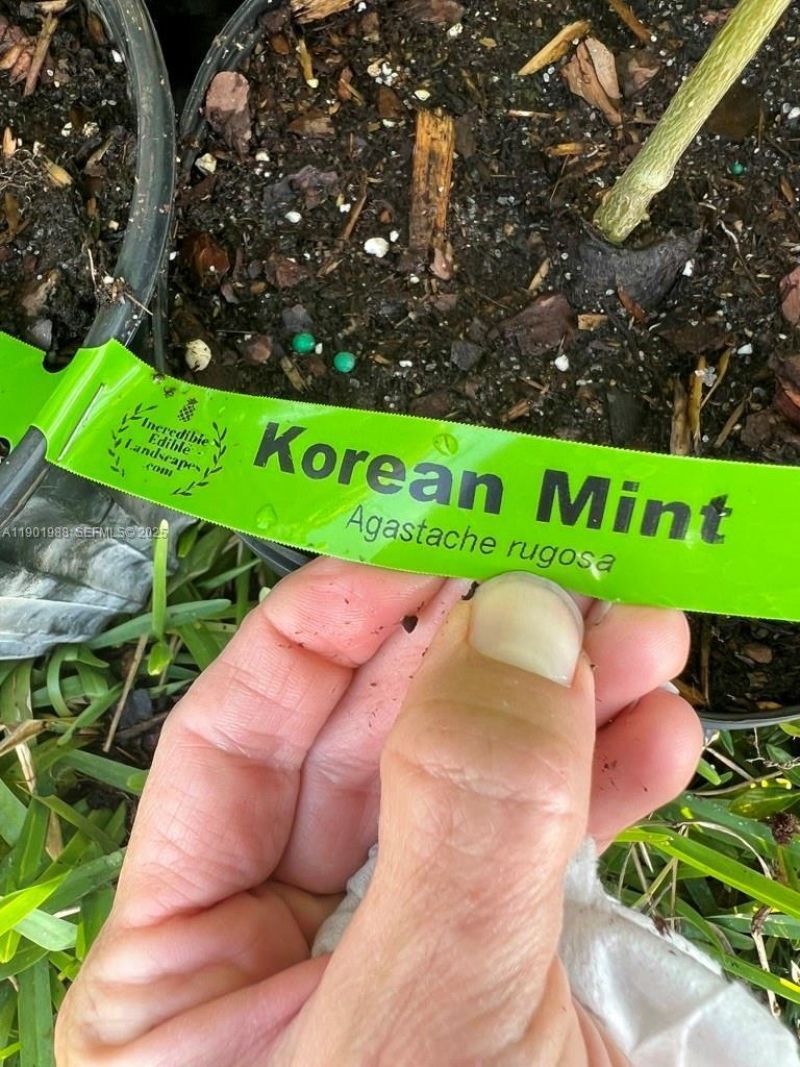 Incredible
Edible
Landscapes
.com
Korean Mint
Agastache rugosa
A11901988 SEFMLS© 2025